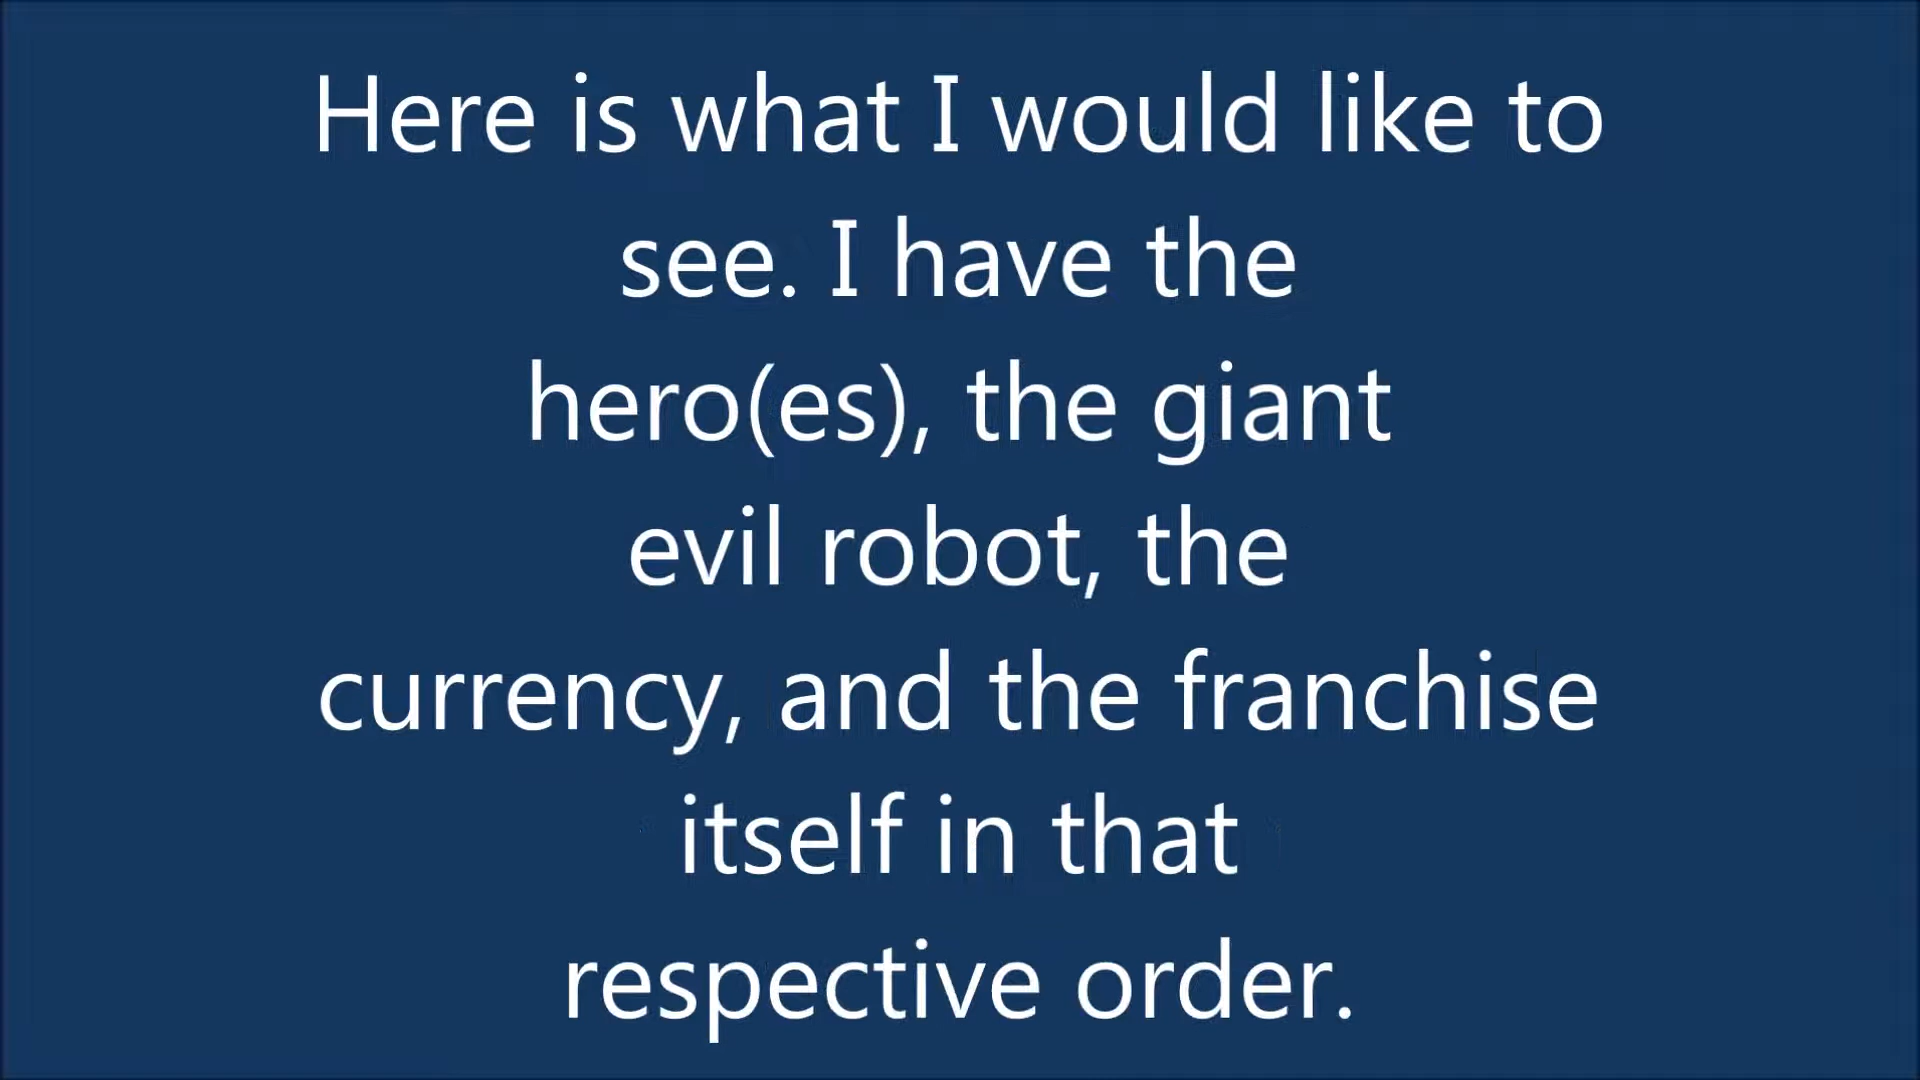 Here is what I would like to
see. I have the
hero(es), the giant
evil robot, the
currency, and the franchise
itself in that
respective order.